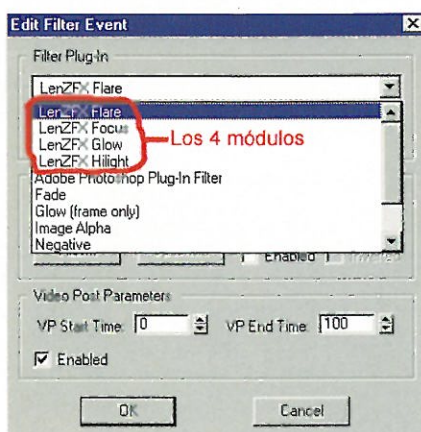 Edit Filter Event
Filter Plug-In
LenZFX Flare
LenZFX Flare
LenZFX Focus
LenZFX Glow
LenZFX Hilight
Los 4 módulos
Adobe Photoshop Plug-In Filter
Fade
Glow (frame only)
Image Alpha
Negative
Enabled
Video Post Parameters
VP Start Time: 0 VP End Time: 100
Enabled
OK Cancel